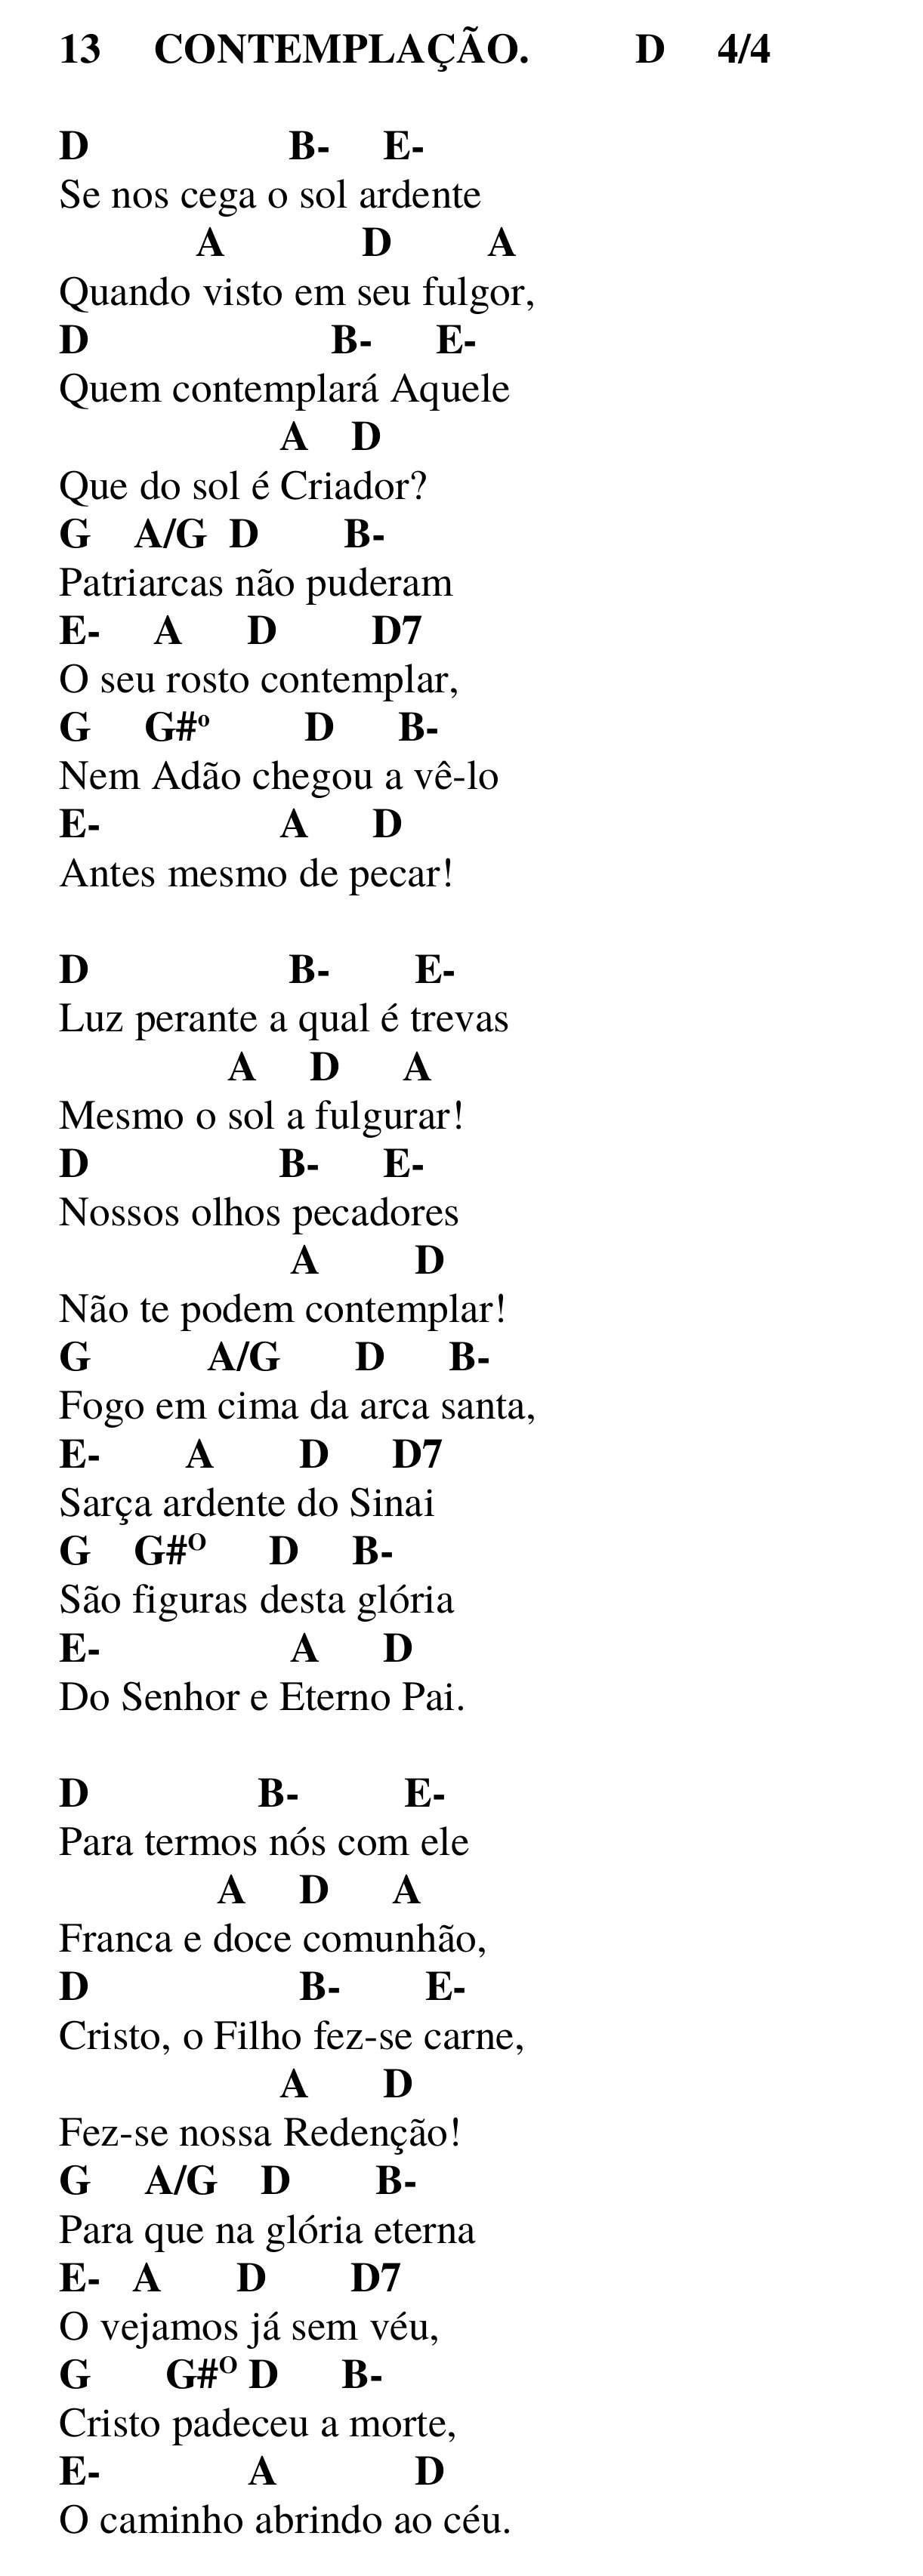 13 CONTEMPLAÇÃO. D 4/4
D B- E-
Se nos cega o sol ardente
A D A
Quando visto em seu fulgor,
D B- E-
Quem contemplará Aquele
A D
Que do sol é Criador?
G A/G D B-
Patriarcas não puderam
E- A D D7
O seu rosto contemplar,
G G#º D B-
Nem Adão chegou a vê-lo
E- A D
Antes mesmo de pecar!
D B- E-
Luz perante a qual é trevas
A D A
Mesmo o sol a fulgurar!
D B- E-
Nossos olhos pecadores
A D
Não te podem contemplar!
G A/G D B-
Fogo em cima da arca santa,
E- A D D7
Sarça ardente do Sinai
G G#O D B-
São figuras desta glória
E- A D
Do Senhor e Eterno Pai.
D B- E-
Para termos nós com ele
A D A
Franca e doce comunhão,
D B- E-
Cristo, o Filho fez-se carne,
A D
Fez-se nossa Redenção!
G A/G D B-
Para que na glória eterna
E- A D D7
O vejamos já sem véu,
G G#O D B-
Cristo padeceu a morte,
E- A D
O caminho abrindo ao céu.